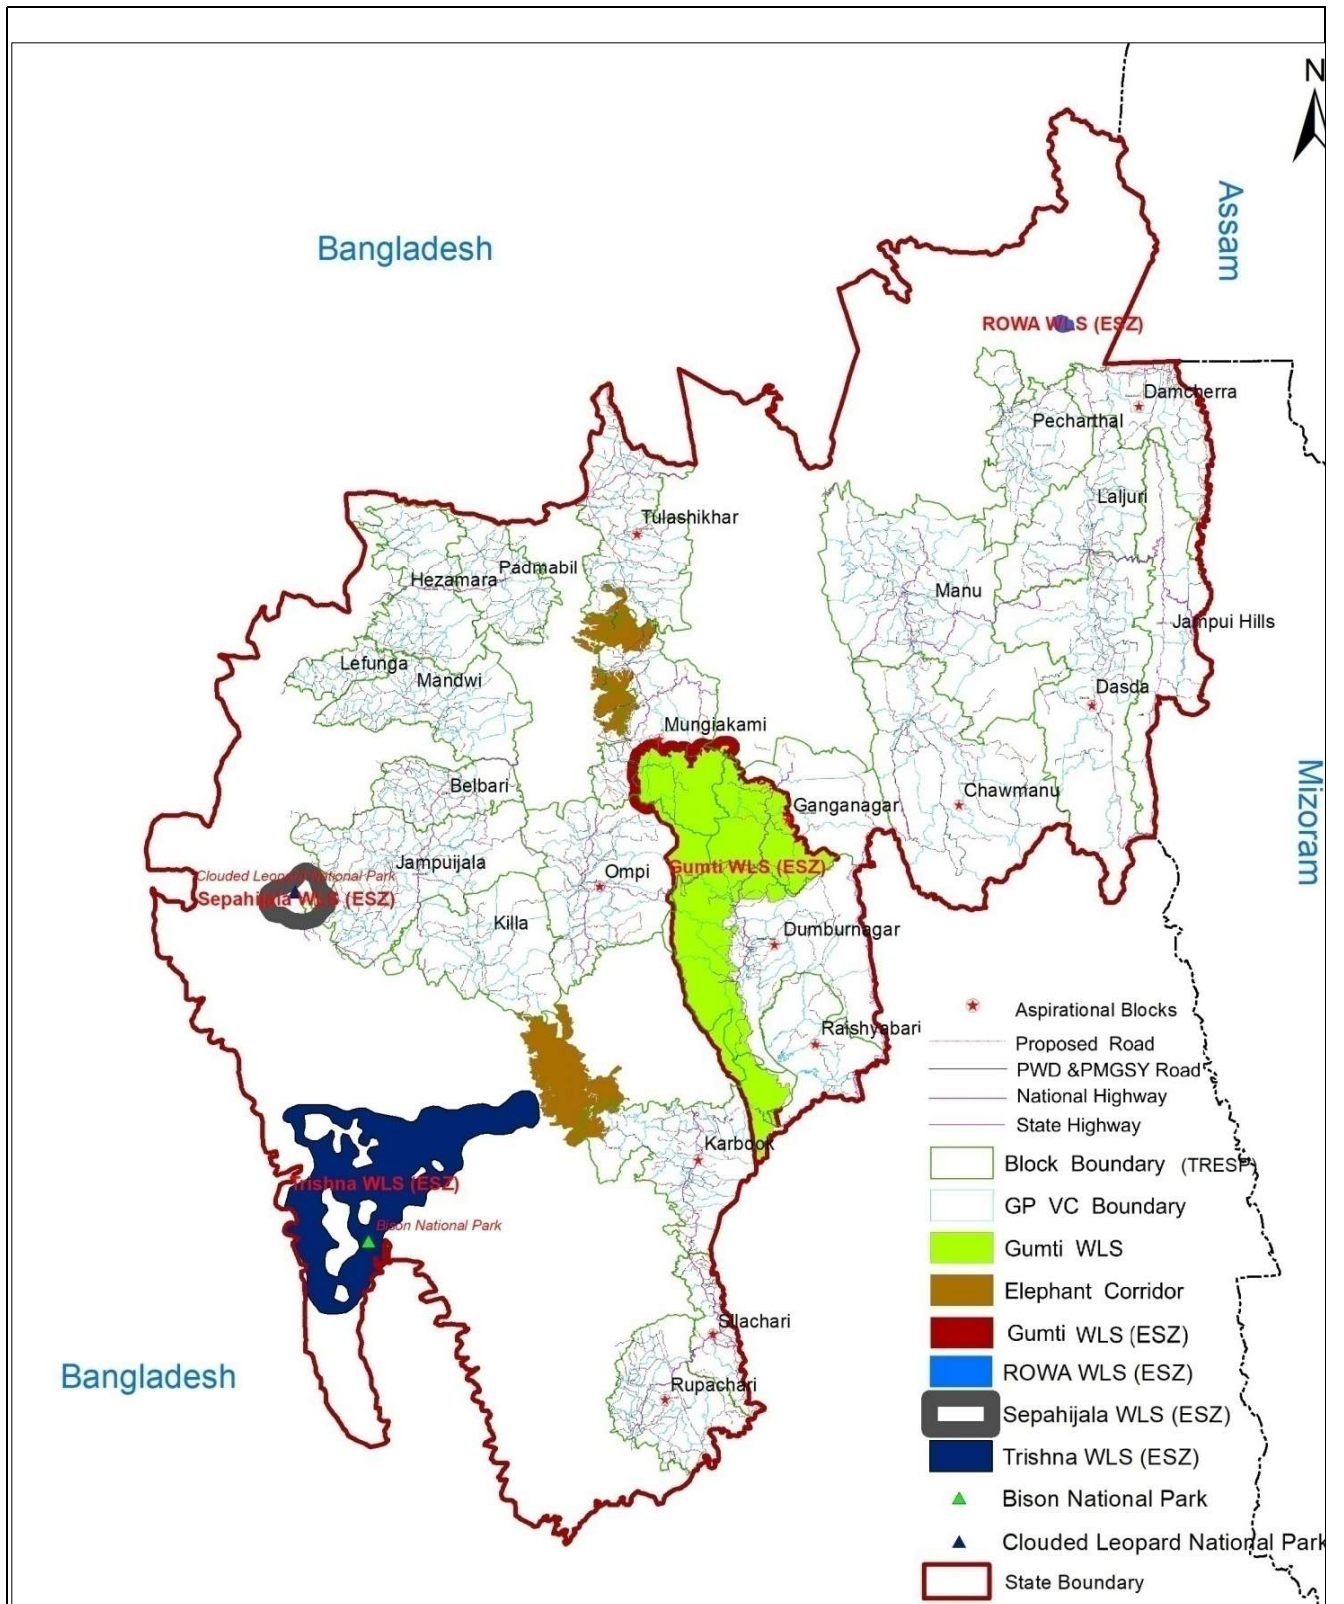 N
Assam
Bangladesh
ROWA WLS (ESZ)
Damcherra
Pecharthal
Laljuri
Tulashikhar
Padmabil
Hezamara
Manu
Jampui Hills
Lefunga
Mandwi
Dasda
Mungiakami
Mizoram
Belbari
Ganganagar
Chawmanu
Jampuijala
Ompi
Gumti WLS (ESZ)
Clouded Leopard National Park
Sepahijala WLS (ESZ)
Killa
Dumburnagar
Raishyabari
Karbook
Trishna WLS (ESZ)
Bison National Park
Silachari
Bangladesh
Rupachari
Aspirational Blocks
Proposed Road
PWD &PMGSY Road
National Highway
State Highway
Block Boundary (TRESP)
GP VC Boundary
Gumti WLS
Elephant Corridor
Gumti WLS (ESZ)
ROWA WLS (ESZ)
Sepahijala WLS (ESZ)
Trishna WLS (ESZ)
Bison National Park
Clouded Leopard National Park
State Boundary